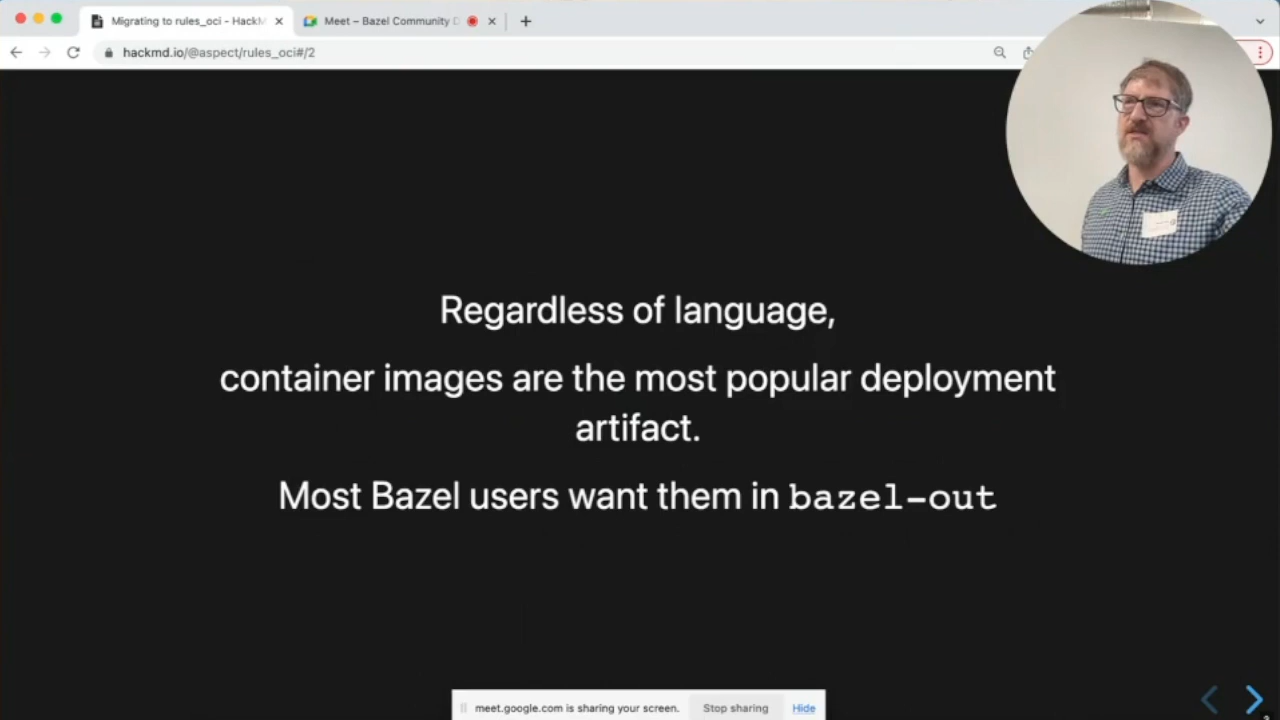 Migrating to rules_oci - HackM
Meet – Bazel Community D
hackmd.io/@aspect/rules_oci#/2
Regardless of language,
container images are the most popular deployment
artifact.
Most Bazel users want them in bazel-out
meet.google.com is sharing your screen.
Stop sharing
Hide